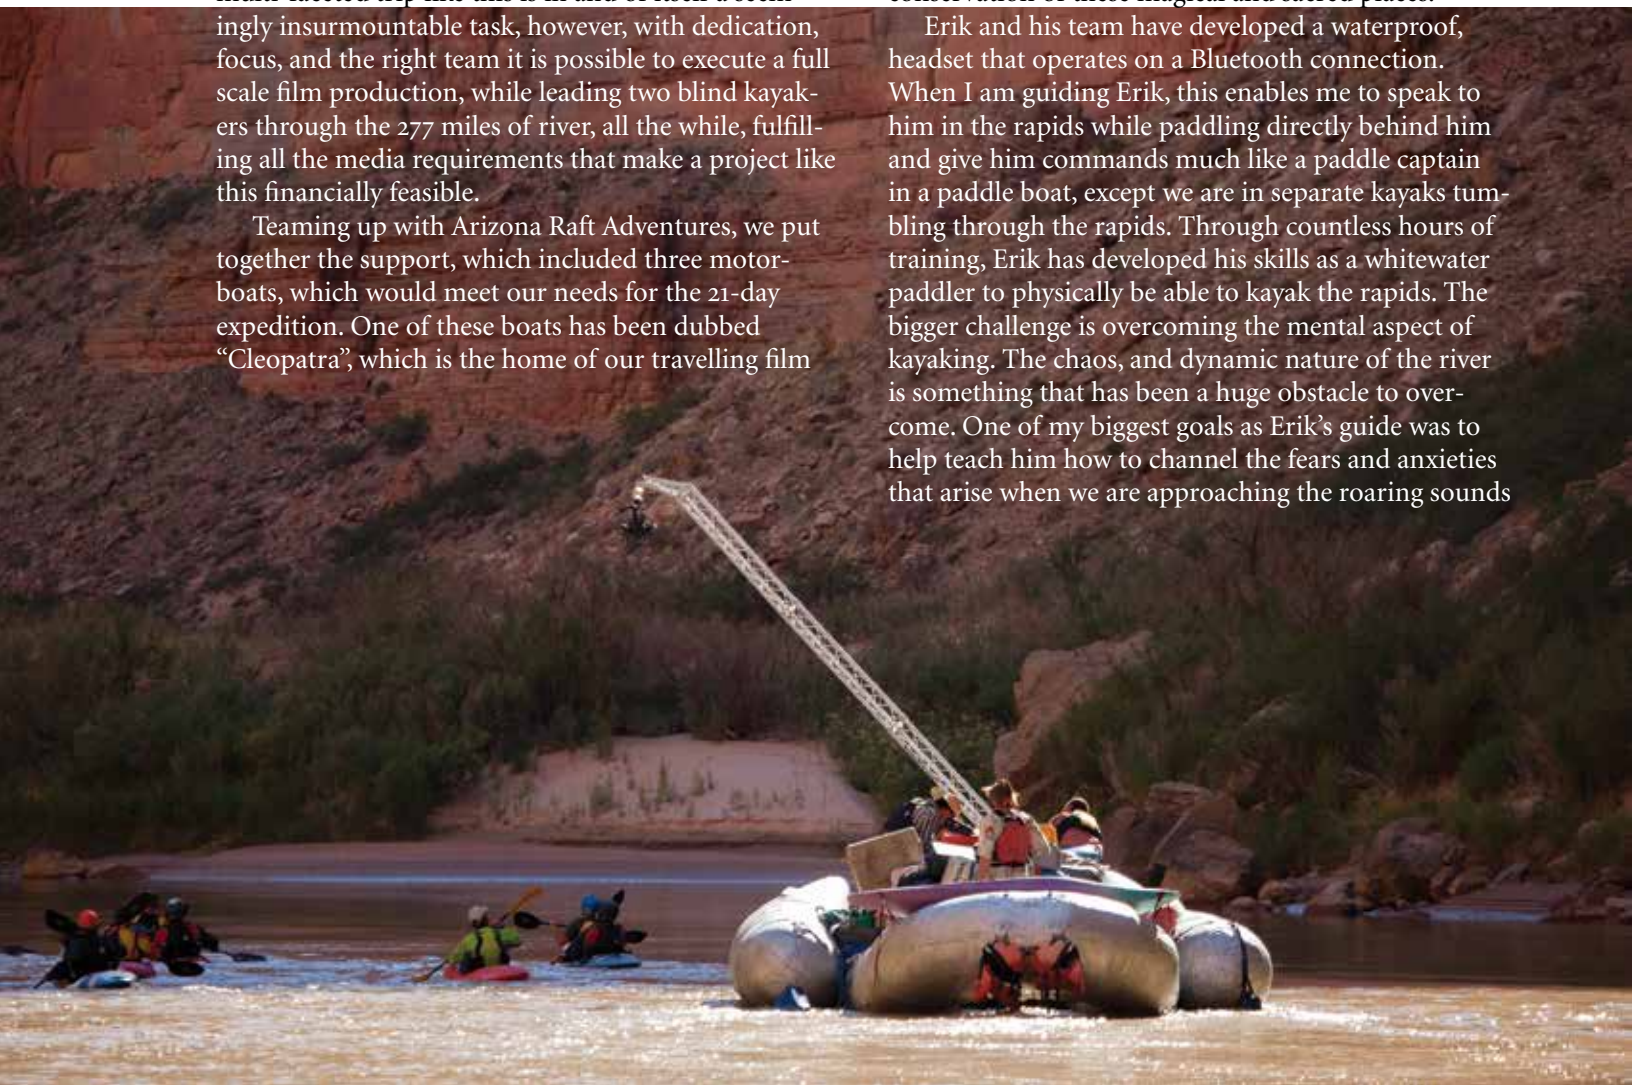 ingly insurmountable task, however, with dedication,
focus, and the right team it is possible to execute a full
scale film production, while leading two blind kayak-
ers through the 277 miles of river, all the while, fulfill-
ing all the media requirements that make a project like
this financially feasible.
Teaming up with Arizona Raft Adventures, we put
together the support, which included three motor-
boats, which would meet our needs for the 21-day
expedition. One of these boats has been dubbed
“Cleopatra”, which is the home of our travelling film
Erik and his team have developed a waterproof,
headset that operates on a Bluetooth connection.
When I am guiding Erik, this enables me to speak to
him in the rapids while paddling directly behind him
and give him commands much like a paddle captain
in a paddle boat, except we are in separate kayaks tum-
bling through the rapids. Through countless hours of
training, Erik has developed his skills as a whitewater
paddler to physically be able to kayak the rapids. The
bigger challenge is overcoming the mental aspect of
kayaking. The chaos, and dynamic nature of the river
is something that has been a huge obstacle to over-
come. One of my biggest goals as Erik’s guide was to
help teach him how to channel the fears and anxieties
that arise when we are approaching the roaring sounds